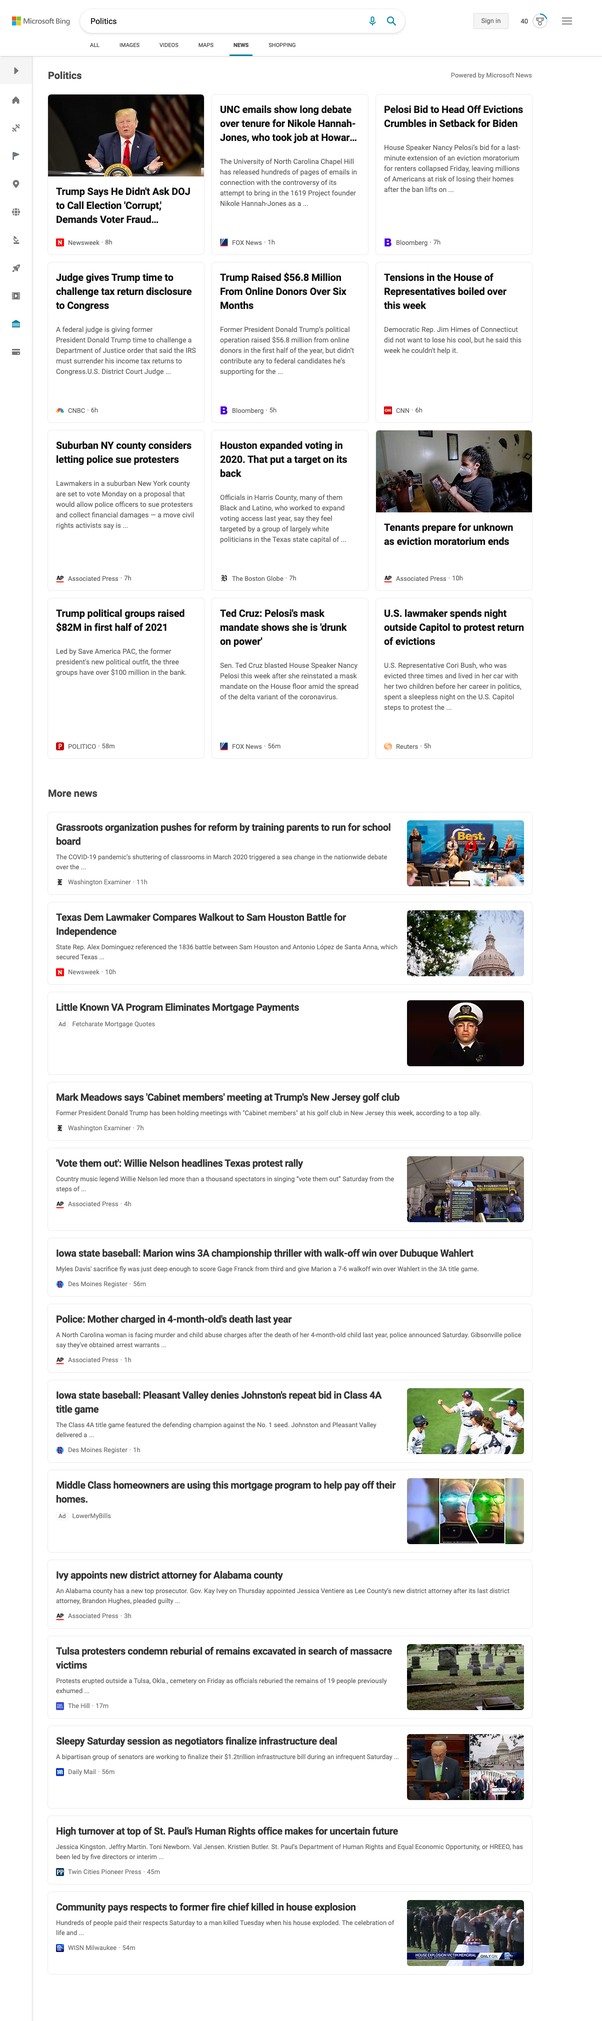 Microsoft Bing
Politics
Sign in
40
ALL
IMAGES
VIDEOS
MAPS
NEWS
SHOPPING
Politics
Powered by Microsoft News
Trump Says He Didn't Ask DOJ
to Call Election 'Corrupt,'
Demands Voter Fraud...
Newsweek · 8h
UNC emails show long debate
over tenure for Nikole Hannah-
Jones, who took job at Howar...
The University of North Carolina Chapel Hill
has released hundreds of pages of emails in
connection with the controversy of its
attempt to bring in the 1619 Project founder
Nikole Hannah-Jones as a ...
FOX News · 1h
Pelosi Bid to Head Off Evictions
Crumbles in Setback for Biden
House Speaker Nancy Pelosi's bid for a last-
minute extension of an eviction moratorium
for renters collapsed Friday, leaving millions
of Americans at risk of losing their homes
after the ban lifts on ...
Bloomberg · 7h
Judge gives Trump time to
challenge tax return disclosure
to Congress
A federal judge is giving former
President Donald Trump time to challenge a
Department of Justice order that said the IRS
must surrender his income tax returns to
Congress.U.S. District Court Judge ...
CNBC · 6h
Trump Raised $56.8 Million
From Online Donors Over Six
Months
Former President Donald Trump's political
operation raised $56.8 million from online
donors in the first half of the year, but didn't
contribute any to federal candidates he's
supporting for the ...
Bloomberg · 5h
Tensions in the House of
Representatives boiled over
this week
Democratic Rep. Jim Himes of Connecticut
did not want to lose his cool, but he said this
week he couldn't help it.
CNN · 6h
Suburban NY county considers
letting police sue protesters
Lawmakers in a suburban New York county
are set to vote Monday on a proposal that
would allow police officers to sue protesters
and collect financial damages — a move civil
rights activists say is ...
AP Associated Press · 7h
Houston expanded voting in
2020. That put a target on its
back
Officials in Harris County, many of them
Black and Latino, who worked to expand
voting access last year, say they feel
targeted by a group of largely white
politicians in the Texas state capital of ...
The Boston Globe · 7h
Tenants prepare for unknown
as eviction moratorium ends
AP Associated Press · 10h
Trump political groups raised
$82M in first half of 2021
Led by Save America PAC, the former
president's new political outfit, the three
groups have over $100 million in the bank.
POLITICO · 58m
Ted Cruz: Pelosi's mask
mandate shows she is 'drunk
on power'
Sen. Ted Cruz blasted House Speaker Nancy
Pelosi this week after she reinstated a mask
mandate on the House floor amid the spread
of the delta variant of the coronavirus.
FOX News · 56m
U.S. lawmaker spends night
outside Capitol to protest return
of evictions
U.S. Representative Cori Bush, who was
evicted three times and lived in her car with
her two children before her career in politics,
spent a sleepless night on the U.S. Capitol
steps to protest the ...
Reuters · 5h
More news
Grassroots organization pushes for reform by training parents to run for school
board
The COVID-19 pandemic's shuttering of classrooms in March 2020 triggered a sea change in the nationwide debate
over the ...
Washington Examiner · 11h
Best.
Texas Dem Lawmaker Compares Walkout to Sam Houston Battle for
Independence
State Rep. Alex Dominguez referenced the 1836 battle between Sam Houston and Antonio López de Santa Anna, which
secured Texas ...
Newsweek · 10h
Little Known VA Program Eliminates Mortgage Payments
Ad Fetcharate Mortgage Quotes
Mark Meadows says 'Cabinet members' meeting at Trump's New Jersey golf club
Former President Donald Trump has been holding meetings with "Cabinet members" at his golf club in New Jersey this week, according to a top ally.
Washington Examiner · 7h
'Vote them out': Willie Nelson headlines Texas protest rally
Country music legend Willie Nelson led more than a thousand spectators in singing "vote them out" Saturday from the
steps of ...
AP Associated Press · 4h
Iowa state baseball: Marion wins 3A championship thriller with walk-off win over Dubuque Wahlert
Myles Davis' sacrifice fly was just deep enough to score Gage Franck from third and give Marion a 7-6 walkoff win over Wahlert in the 3A title game.
Des Moines Register · 56m
Police: Mother charged in 4-month-old's death last year
A North Carolina woman is facing murder and child abuse charges after the death of her 4-month-old child last year, police announced Saturday. Gibsonville police
say they've obtained arrest warrants ...
AP Associated Press · 1h
Iowa state baseball: Pleasant Valley denies Johnston's repeat bid in Class 4A
title game
The Class 4A title game featured the defending champion against the No. 1 seed. Johnston and Pleasant Valley
delivered a ...
Des Moines Register · 1h
Middle Class homeowners are using this mortgage program to help pay off their
homes.
Ad LowerMyBills
Ivy appoints new district attorney for Alabama county
An Alabama county has a new top prosecutor. Gov. Kay Ivey on Thursday appointed Jessica Ventiere as Lee County's new district attorney after its last district
attorney, Brandon Hughes, pleaded guilty ...
AP Associated Press · 3h
Tulsa protesters condemn reburial of remains excavated in search of massacre
victims
Protests erupted outside a Tulsa, Okla., cemetery on Friday as officials reburied the remains of 19 people previously
exhumed ...
The Hill · 17m
Sleepy Saturday session as negotiators finalize infrastructure deal
A bipartisan group of senators are working to finalize their $1.2trillion infrastructure bill during an infrequent Saturday ...
Daily Mail · 56m
High turnover at top of St. Paul's Human Rights office makes for uncertain future
Jessica Kingston. Jeffry Martin. Toni Newborn. Val Jensen. Kristien Butler. St. Paul's Department of Human Rights and Equal Economic Opportunity, or HREEO, has
been led by five directors or interim ...
PP Twin Cities Pioneer Press · 45m
Community pays respects to former fire chief killed in house explosion
Hundreds of people paid their respects Saturday to a man killed Tuesday when his house exploded. The celebration of
life and ...
WISN Milwaukee · 54m
HOUSE EXPLOSION VICTIM MEMORIAL